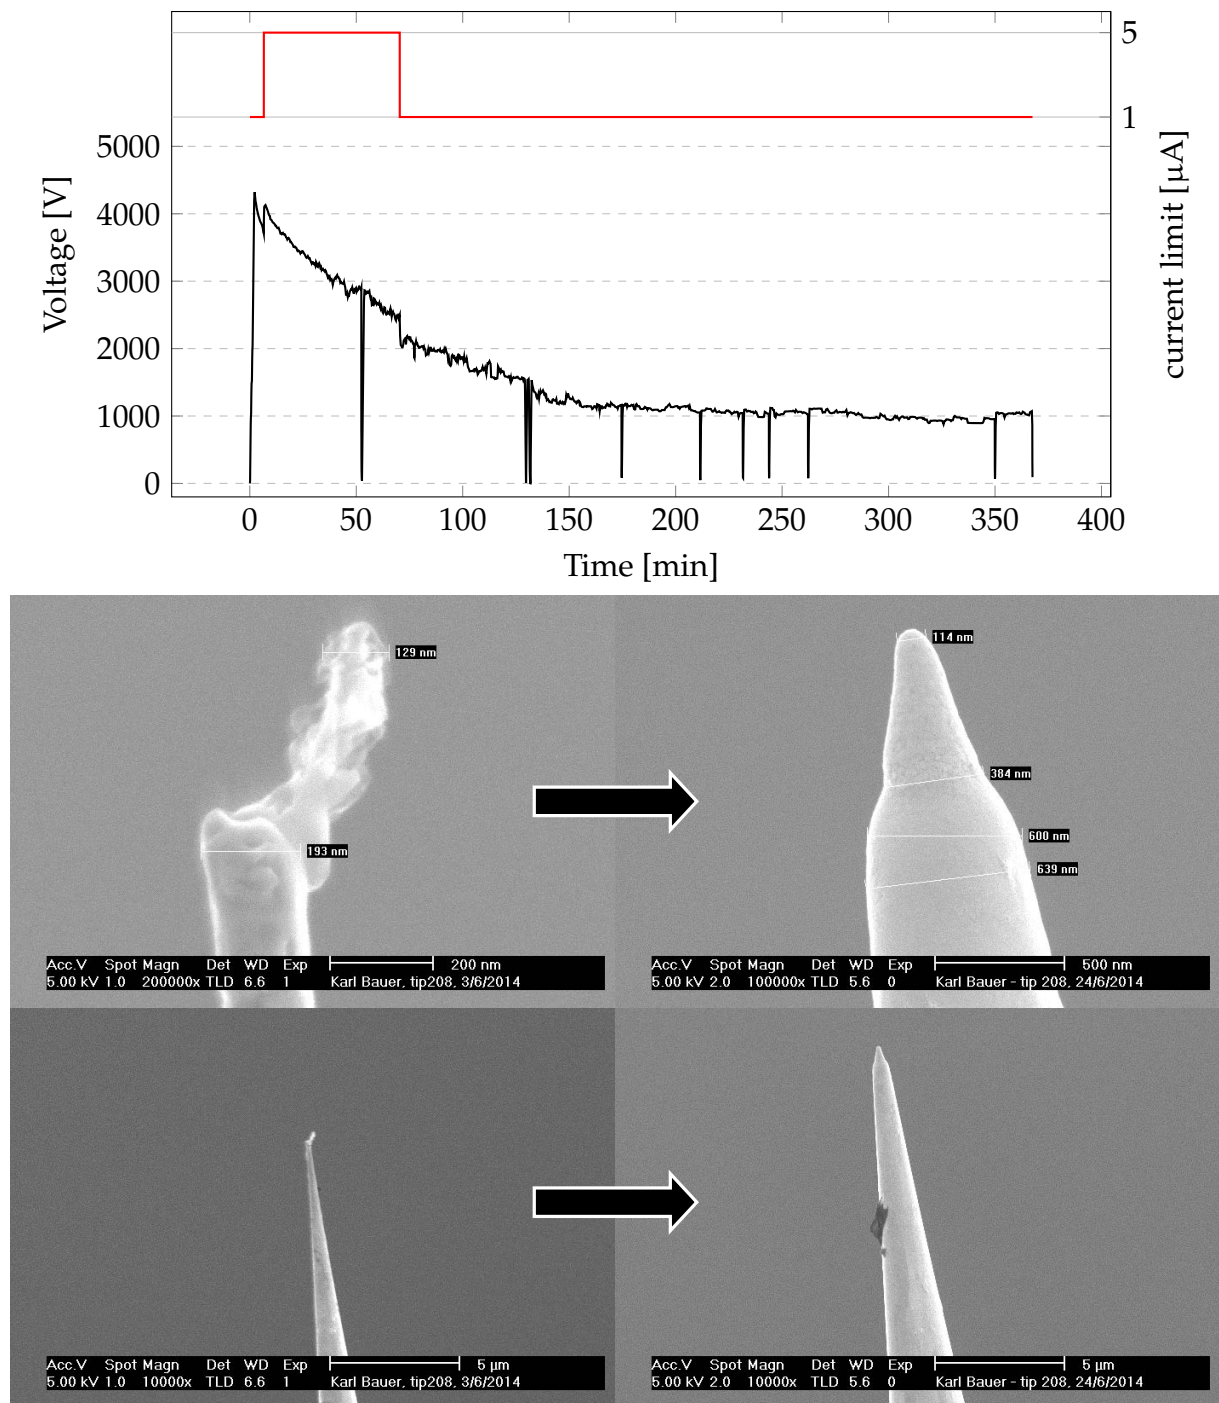 5
1
5000
4000
3000
2000
1000
0
Voltage [V]
current limit [µA]
0 50 100 150 200 250 300 350 400
Time [min]
129 nm
193 nm
Acc.V Spot Magn Det WD Exp 200 nm
5.00 kV 1.0 200000x TLD 6.6 1 Karl Bauer, tip208, 3/6/2014
114 nm
384 nm
600 nm
639 nm
Acc.V Spot Magn Det WD Exp 500 nm
5.00 kV 2.0 100000x TLD 5.6 0 Karl Bauer - tip 208, 24/6/2014
Acc.V Spot Magn Det WD Exp 5 µm
5.00 kV 1.0 10000x TLD 6.6 1 Karl Bauer, tip208, 3/6/2014
Acc.V Spot Magn Det WD Exp 5 µm
5.00 kV 2.0 10000x TLD 5.6 0 Karl Bauer - tip 208, 24/6/2014